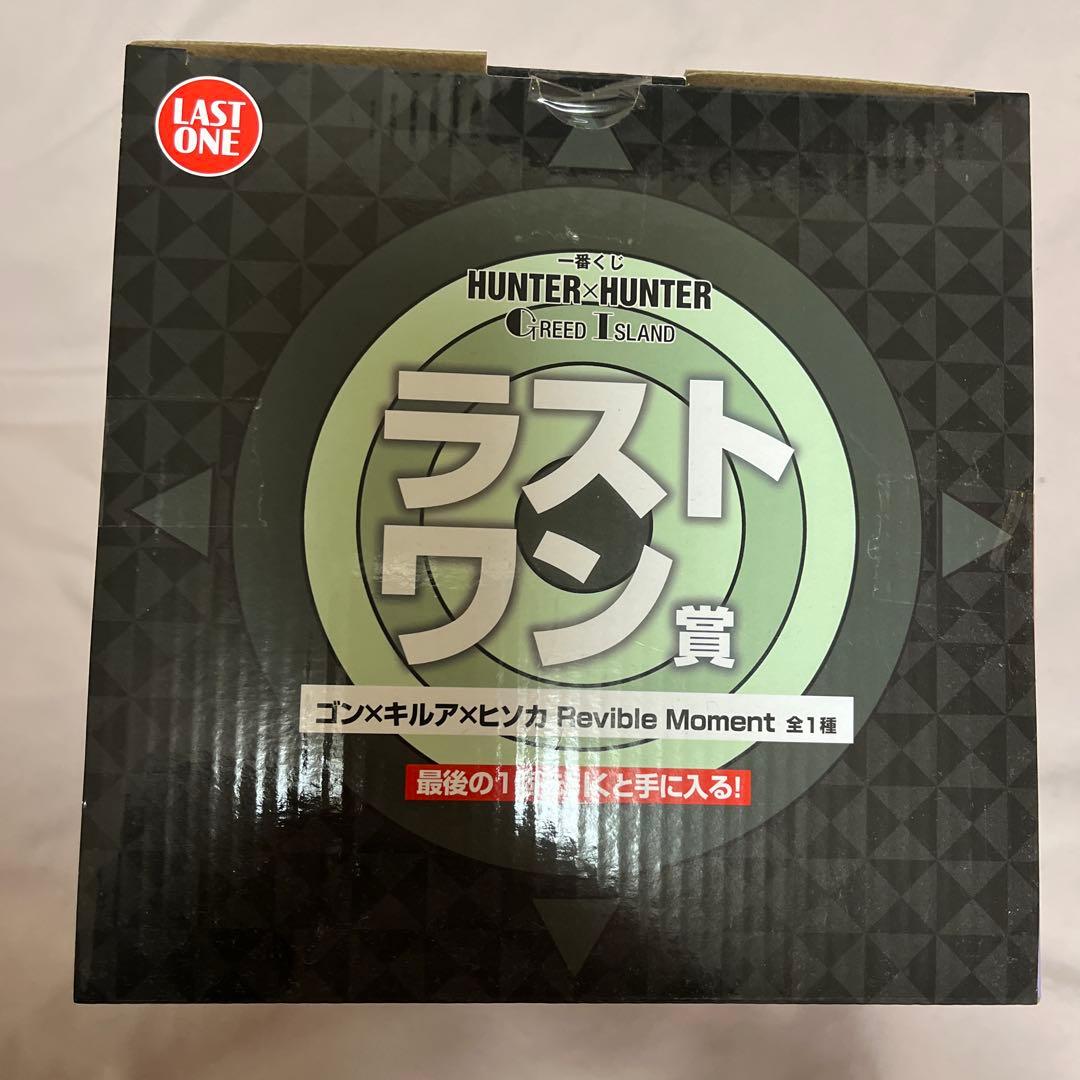 LAST
ONE
一番くじ
HUNTER×HUNTER
GREED ISLAND
ラスト
ワン賞
ゴン×キルア×ヒソカ Revible Moment 全1種
最後の1 くと手に入る!